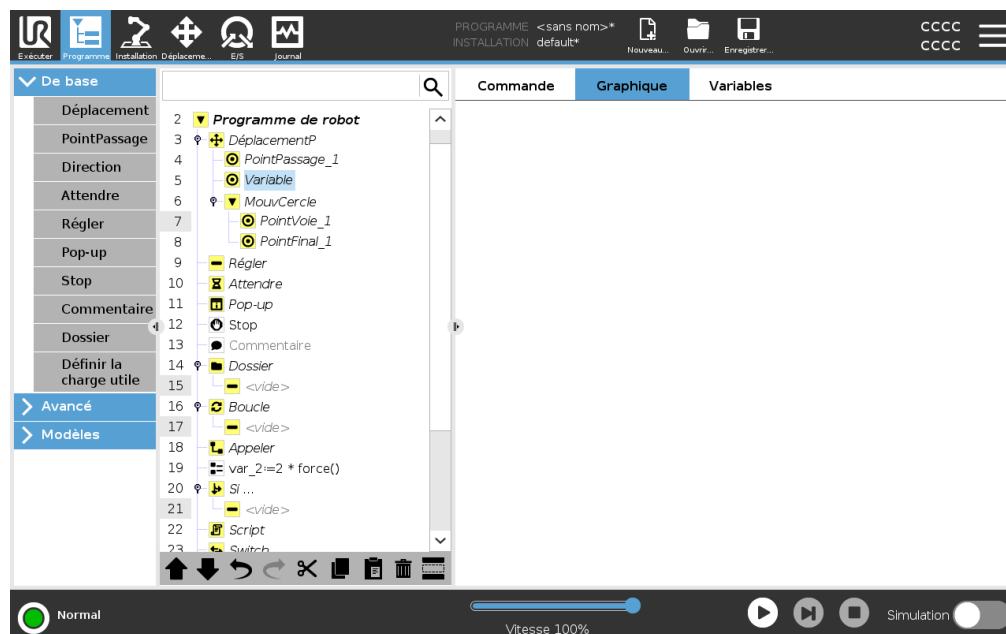 UR
PROGRAMME <sans nom>*
INSTALLATION default*
Exécuter
Programme
Installation
Déplaceme...
E/S
Journal
Nouveau...
Ouvrir...
Enregistrer...
CCCC
CCCC
De base
Déplacement
PointPassage
Direction
Attendre
Régler
Pop-up
Stop
Commentaire
Dossier
Définir la
charge utile
Avancé
Modèles
2 Programme de robot
3 DéplacementP
4 PointPassage_1
5 Variable
6 MouvCercle
7 PointVoie_1
8 PointFinal_1
9 Régler
10 Attendre
11 Pop-up
12 Stop
13 Commentaire
14 Dossier
15 <vide>
16 Boucle
17 <vide>
18 Appeler
19 var_2:=2 * force()
20 Si ...
21 <vide>
22 Script
23 Switch
Commande
Graphique
Variables
Normal
Vitesse 100%
Simulation